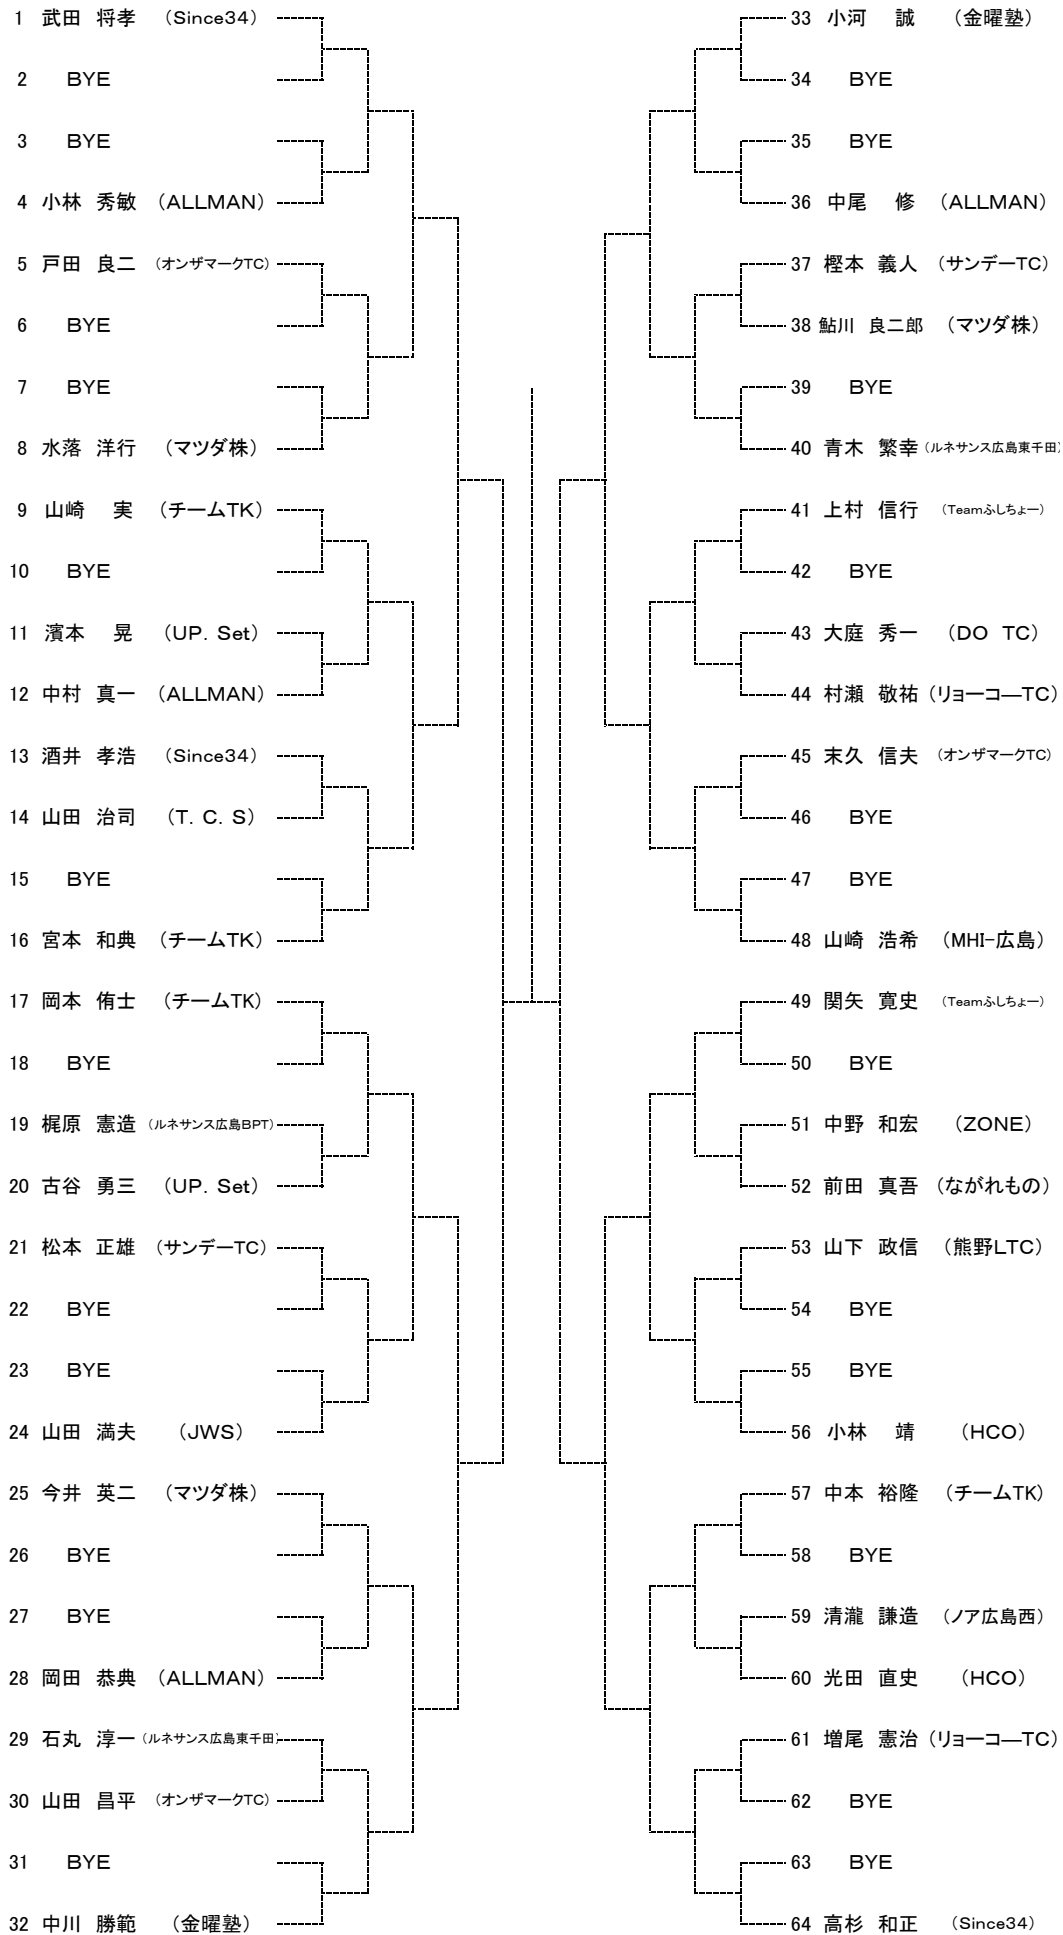 1 武田 将孝 (Since34)
2 BYE
3 BYE
4 小林 秀敏 (ALLMAN)
5 戸田 良二 (オンザマークTC)
6 BYE
7 BYE
8 水落 洋行 (マツダ株)
9 山崎 実 (チームTK)
10 BYE
11 濱本 晃 (UP. Set)
12 中村 真一 (ALLMAN)
13 酒井 孝浩 (Since34)
14 山田 治司 (T. C. S)
15 BYE
16 宮本 和典 (チームTK)
17 岡本 侑士 (チームTK)
18 BYE
19 梶原 憲造 (ルネサンス広島BPT)
20 古谷 勇三 (UP. Set)
21 松本 正雄 (サンデーTC)
22 BYE
23 BYE
24 山田 満夫 (JWS)
25 今井 英二 (マツダ株)
26 BYE
27 BYE
28 岡田 恭典 (ALLMAN)
29 石丸 淳一 (ルネサンス広島東千田)
30 山田 昌平 (オンザマークTC)
31 BYE
32 中川 勝範 (金曜塾)
33 小河 誠 (金曜塾)
34 BYE
35 BYE
36 中尾 修 (ALLMAN)
37 樫本 義人 (サンデーTC)
38 鮎川 良二郎 (マツダ株)
39 BYE
40 青木 繁幸 (ルネサンス広島東千田)
41 上村 信行 (Teamふしちょー)
42 BYE
43 大庭 秀一 (DO TC)
44 村瀬 敬祐 (リョーコ―TC)
45 末久 信夫 (オンザマークTC)
46 BYE
47 BYE
48 山崎 浩希 (MHI-広島)
49 関矢 寛史 (Teamふしちょー)
50 BYE
51 中野 和宏 (ZONE)
52 前田 真吾 (ながれもの)
53 山下 政信 (熊野LTC)
54 BYE
55 BYE
56 小林 靖 (HCO)
57 中本 裕隆 (チームTK)
58 BYE
59 清瀧 謙造 (ノア広島西)
60 光田 直史 (HCO)
61 増尾 憲治 (リョーコ―TC)
62 BYE
63 BYE
64 高杉 和正 (Since34)